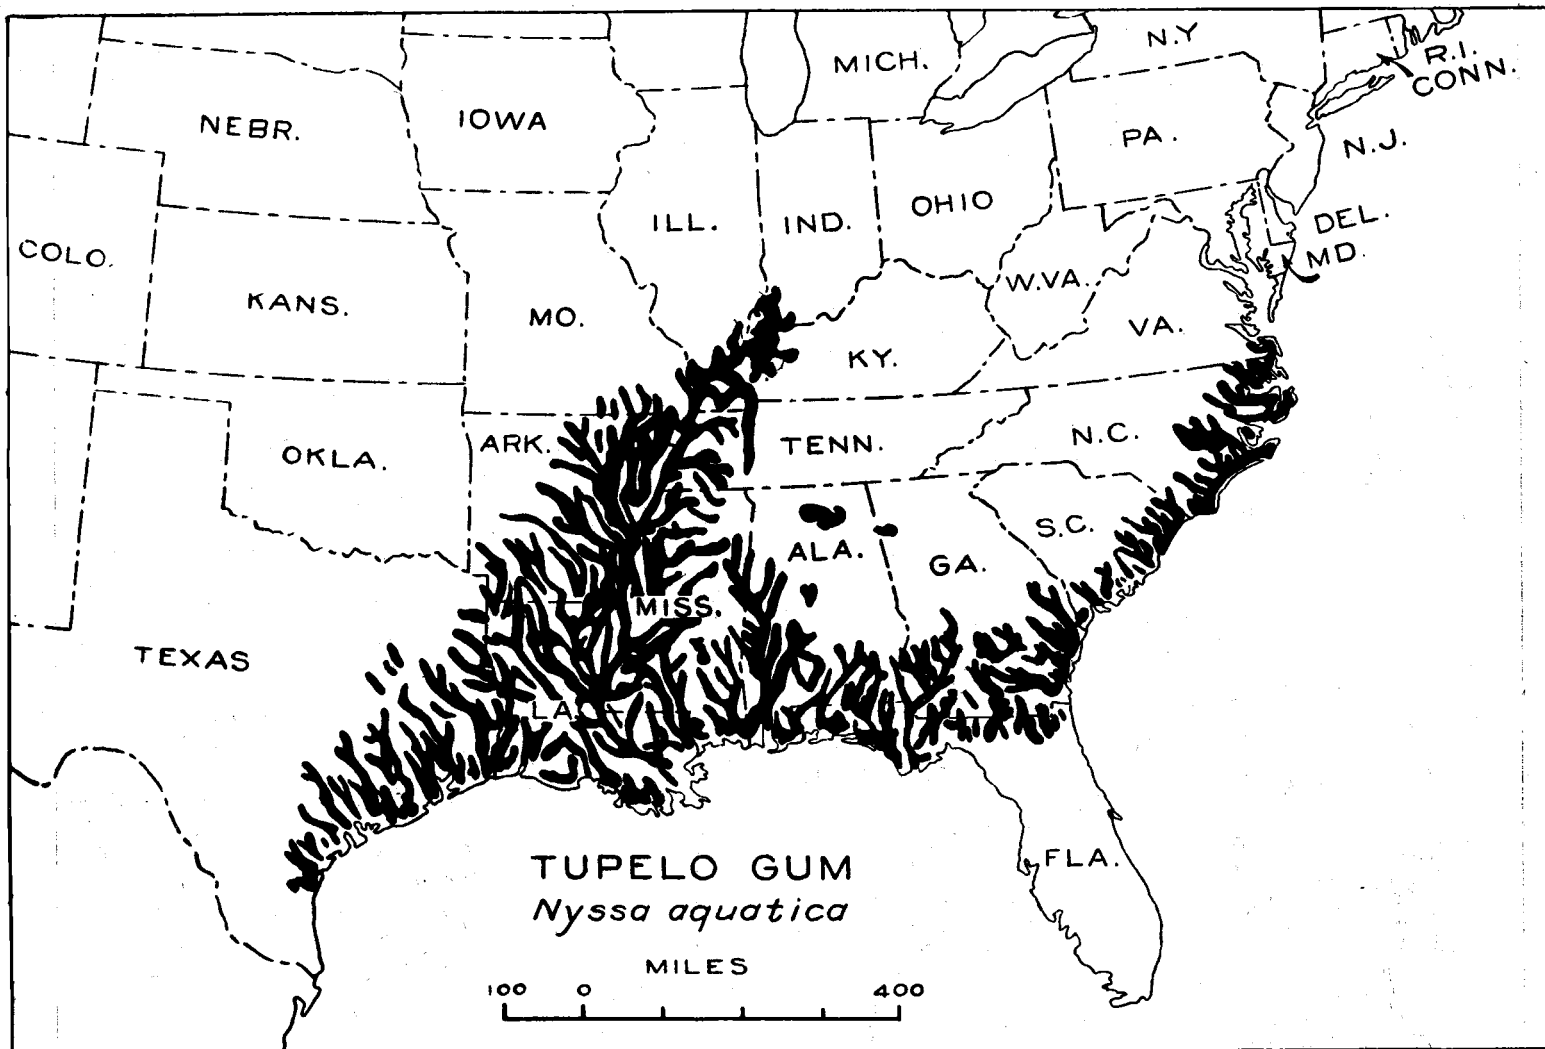 MICH.
N.Y
R.I.
CONN.
NEBR.
IOWA
PA.
N.J.
ILL.
IND.
OHIO
DEL.
MD.
COLO.
KANS.
MO.
W.VA.
VA.
KY.
OKLA.
ARK.
TENN.
N.C.
S.C.
ALA.
GA.
MISS.
TEXAS
LA.
FLA.
TUPELO GUM
Nyssa aquatica
MILES
100 0 400